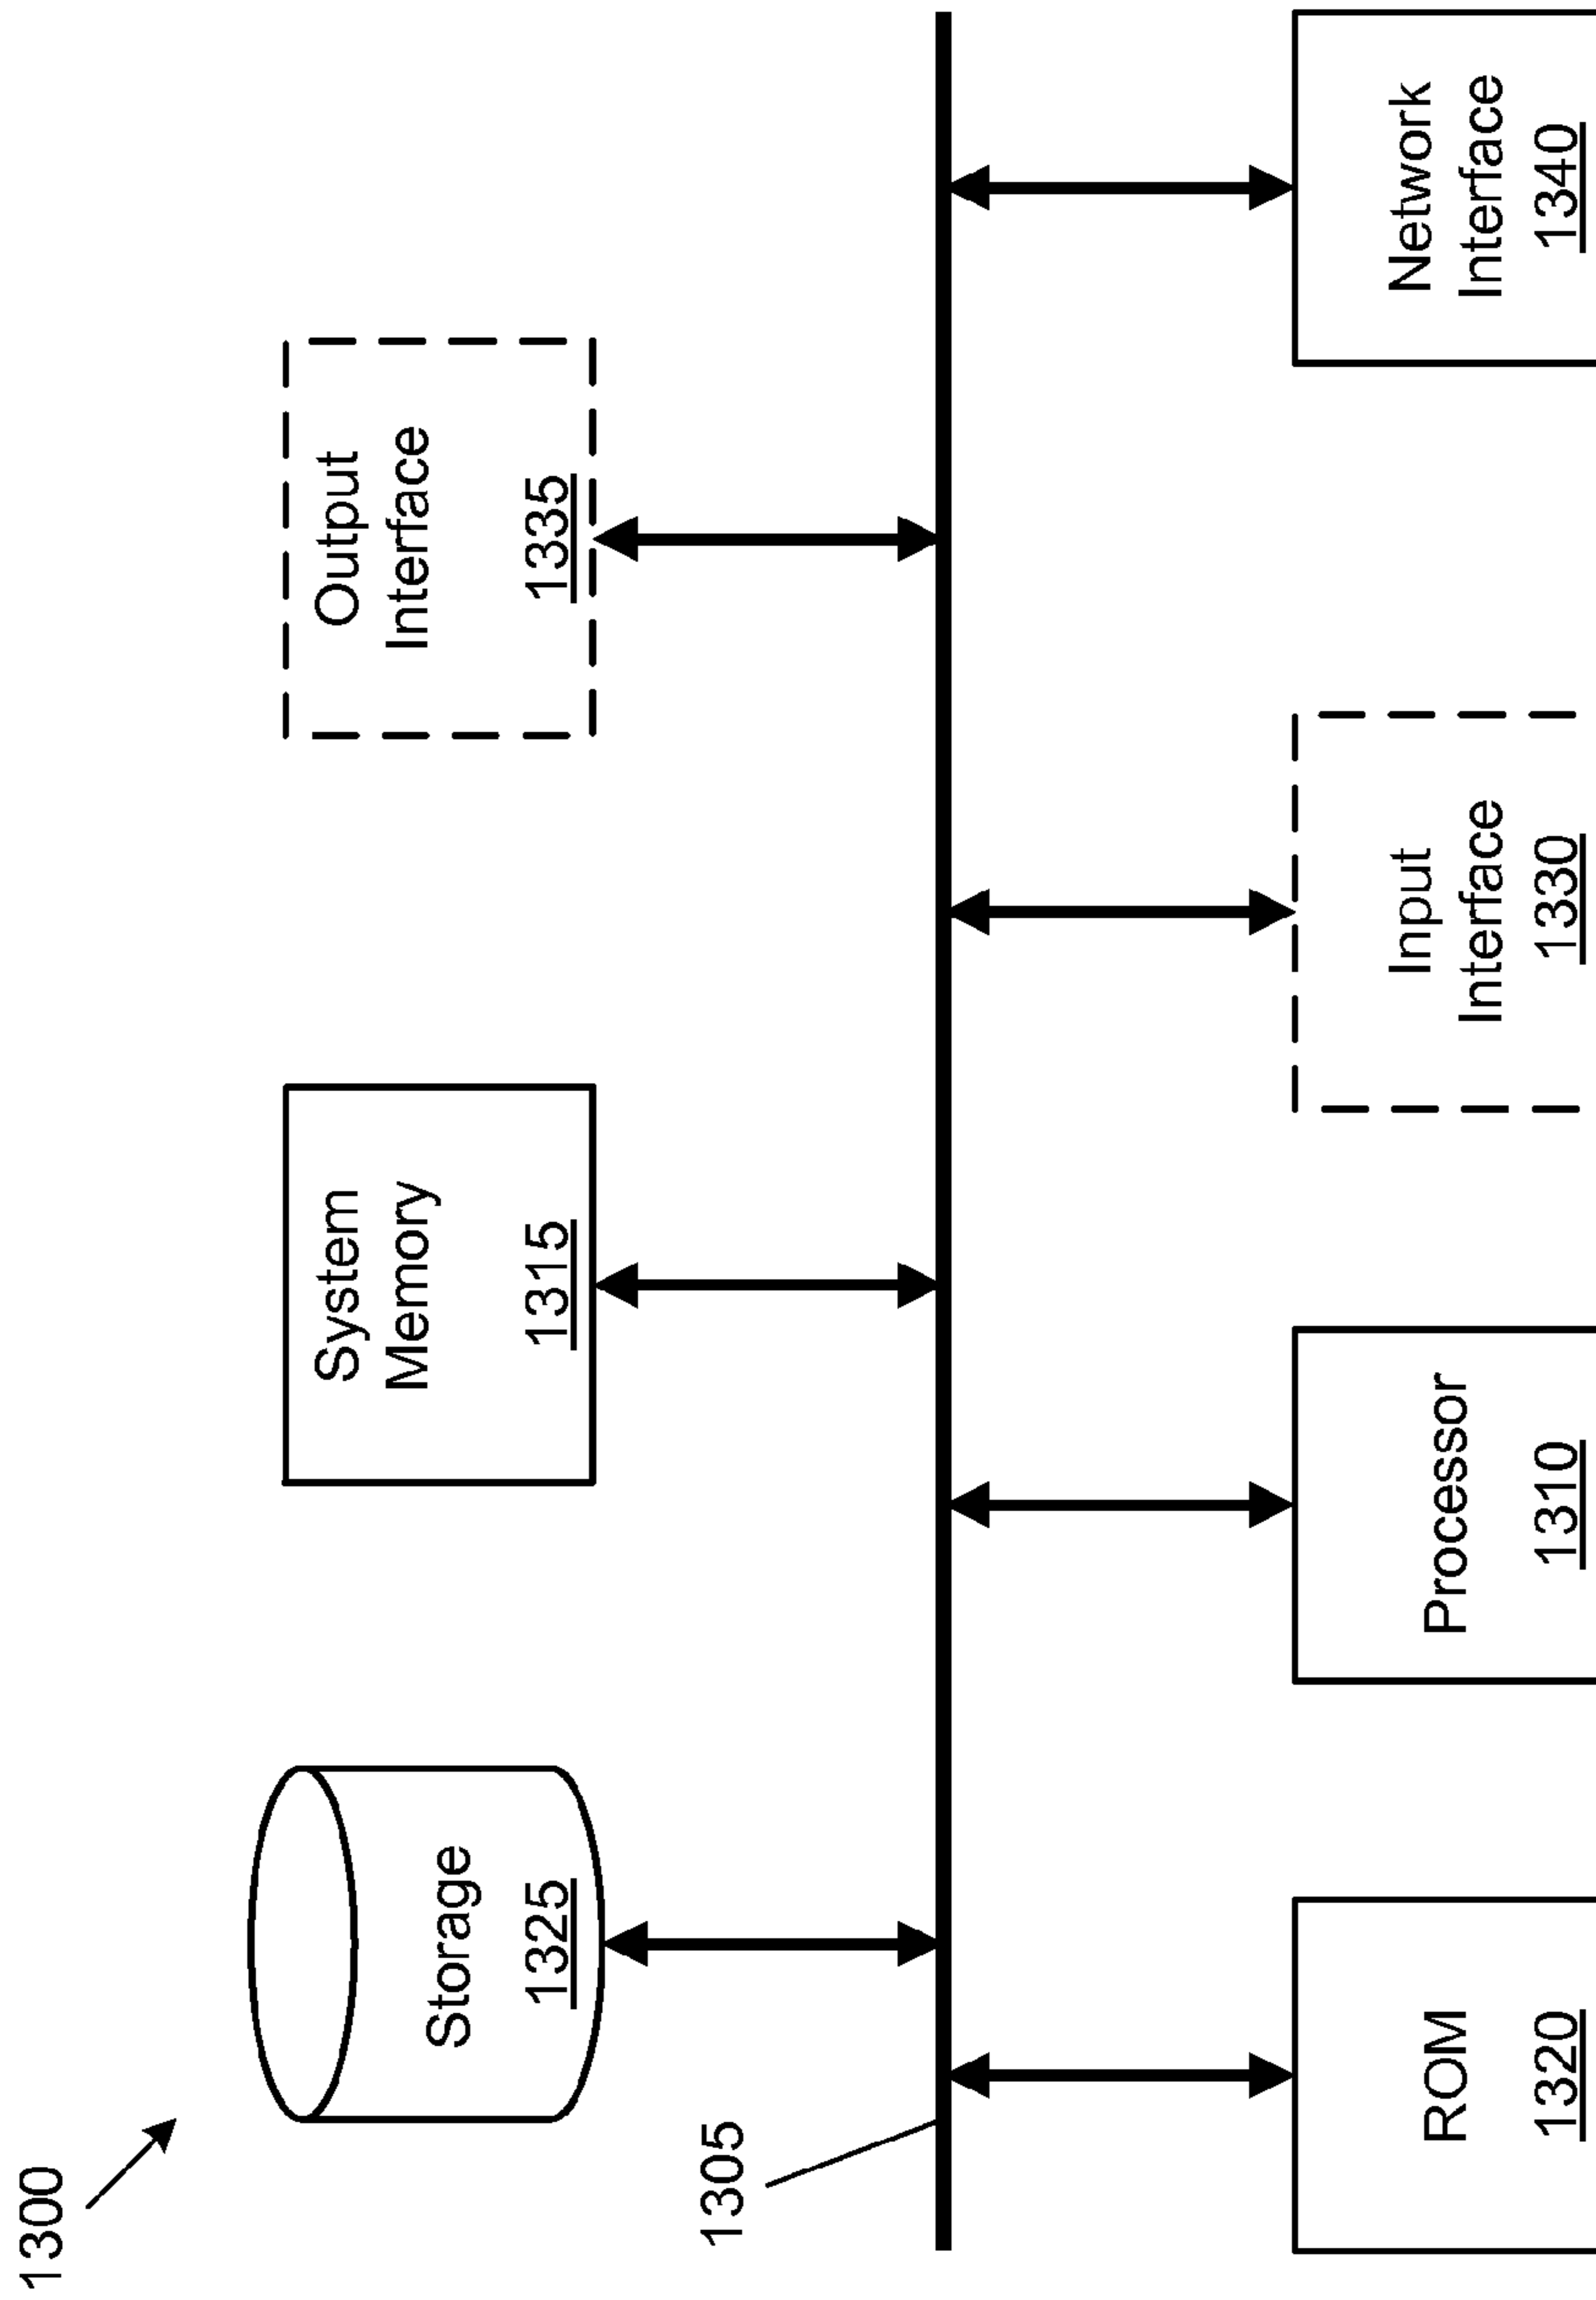 1300
Storage
1325
System
Memory
1315
Output
Interface
1335
1305
ROM
1320
Processor
1310
Input
Interface
1330
Network
Interface
1340